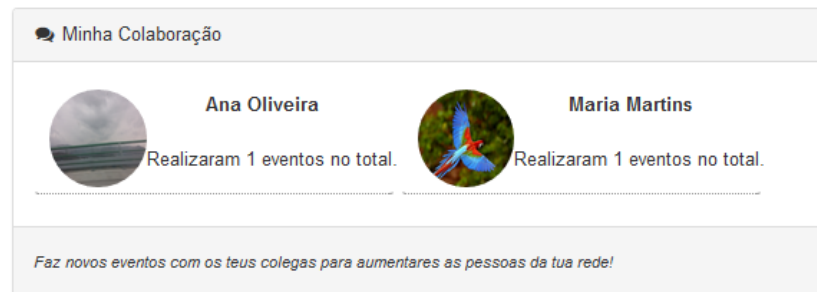 Minha Colaboração
Ana Oliveira
Realizaram 1 eventos no total.
Maria Martins
Realizaram 1 eventos no total.
Faz novos eventos com os teus colegas para aumentares as pessoas da tua rede!